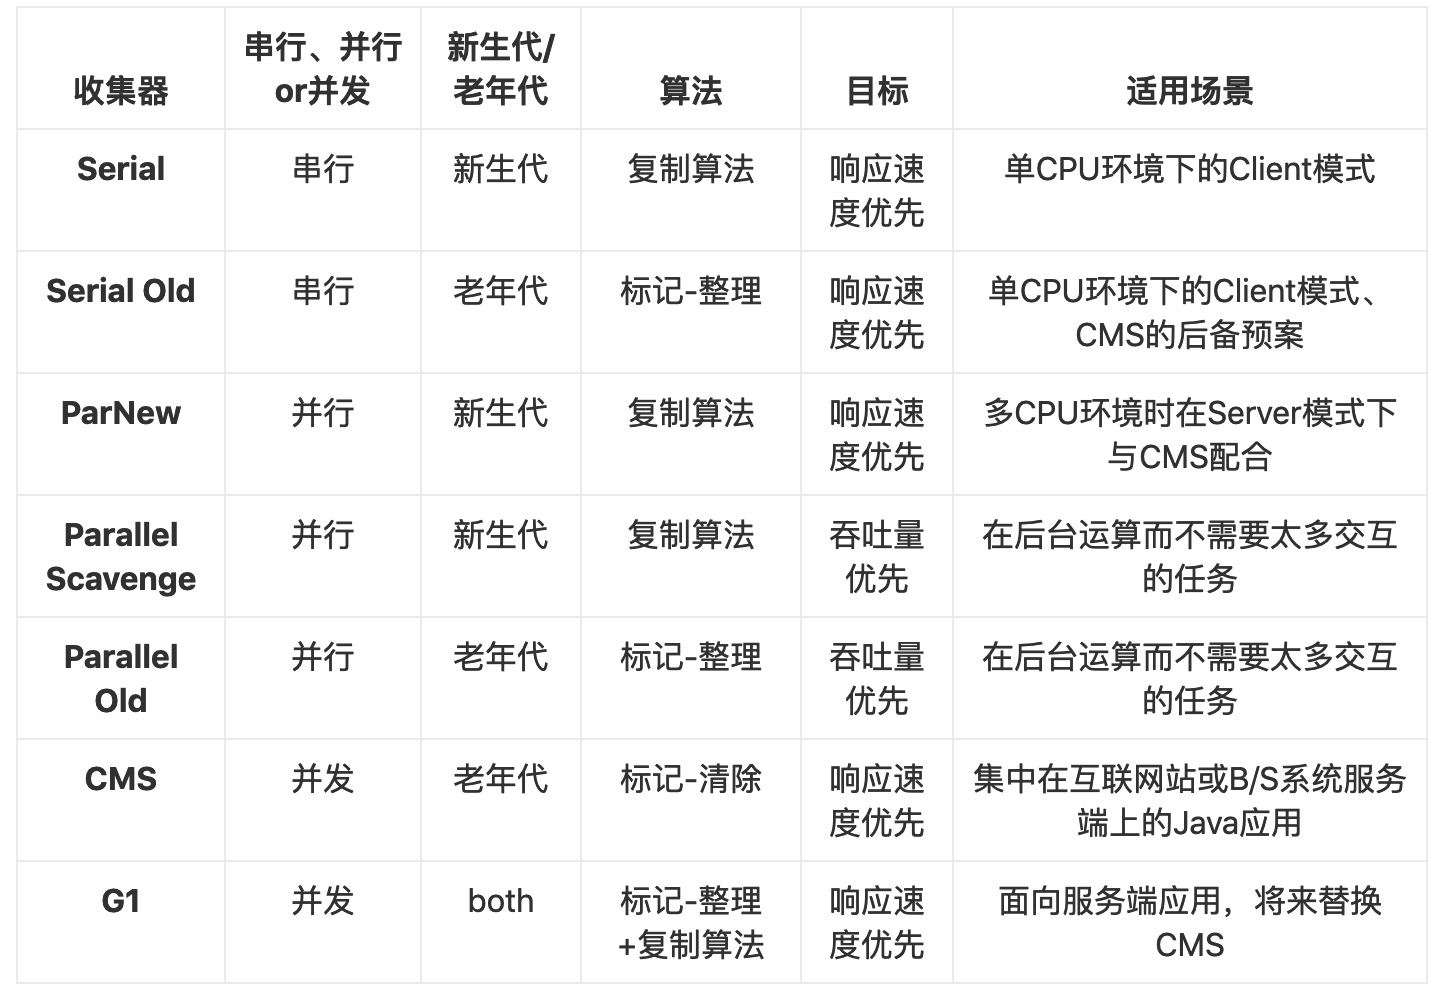 收集器
串行、并行
or并发
新生代/
老年代
算法
目标
适用场景
Serial
串行
新生代
复制算法
响应速
度优先
单CPU环境下的Client模式
Serial Old
串行
老年代
标记-整理
响应速
度优先
单CPU环境下的Client模式、
CMS的后备预案
ParNew
并行
新生代
复制算法
响应速
度优先
多CPU环境时在Server模式下
与CMS配合
Parallel
Scavenge
并行
新生代
复制算法
吞吐量
优先
在后台运算而不需要太多交互
的任务
Parallel
Old
并行
老年代
标记-整理
吞吐量
优先
在后台运算而不需要太多交互
的任务
CMS
并发
老年代
标记-清除
响应速
度优先
集中在互联网站或B/S系统服务
端上的Java应用
G1
并发
both
标记-整理
+复制算法
响应速
度优先
面向服务端应用，将来替换
CMS